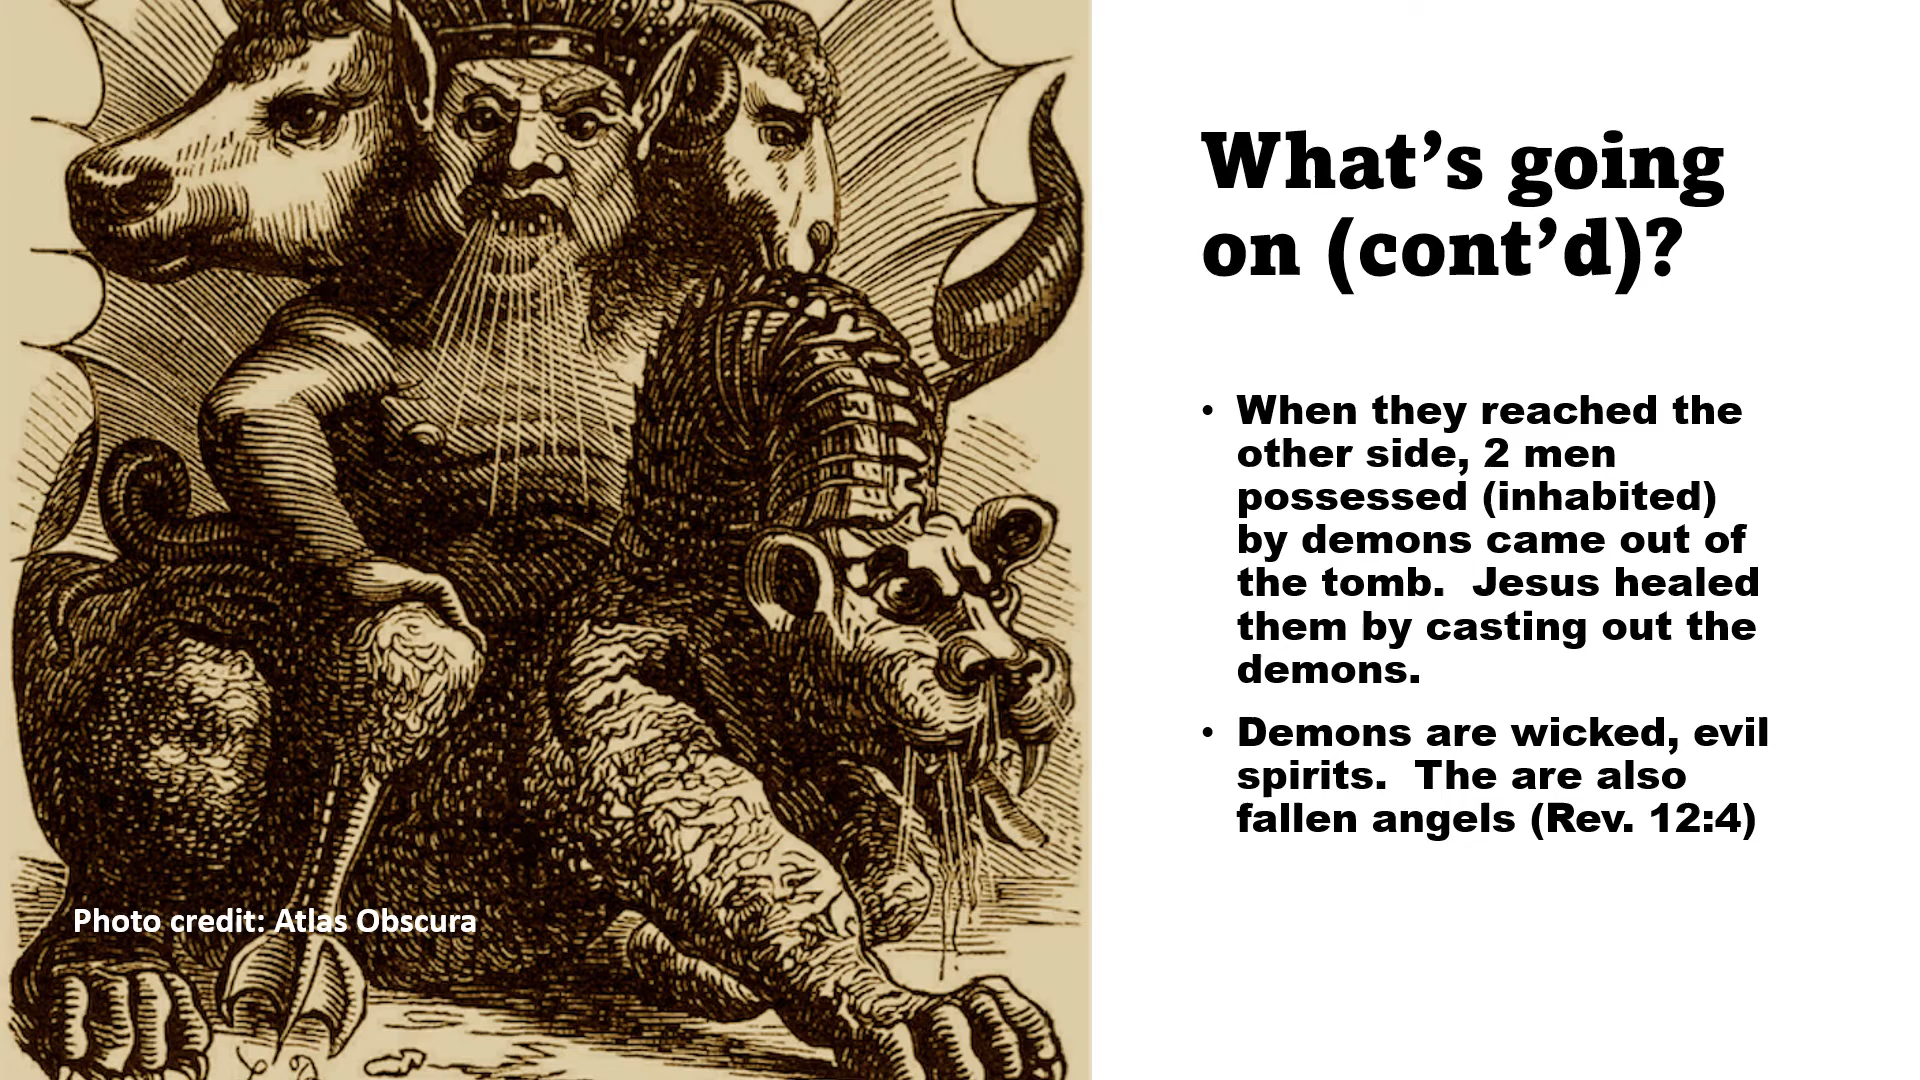 What's going
on (cont'd)?
• When they reached the
other side, 2 men
possessed (inhabited)
by demons came out of
the tomb.  Jesus healed
them by casting out the
demons.
• Demons are wicked, evil
spirits.  The are also
fallen angels (Rev. 12:4)
Photo credit: Atlas Obscura